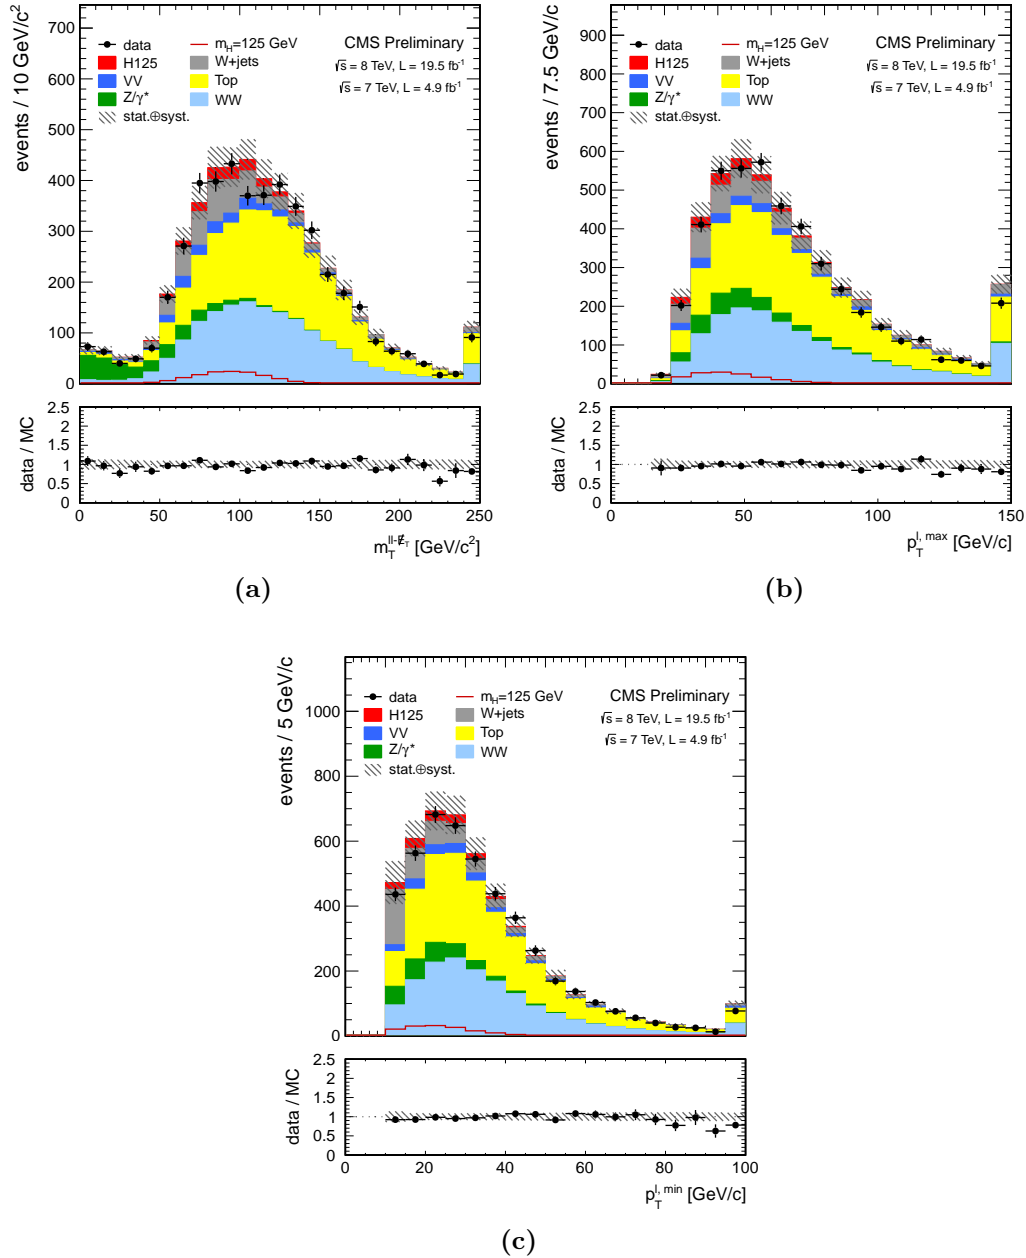 events / 10 GeV/c²
700
600
500
400
300
200
100
0
data
m_H=125 GeV
H125
W+jets
VV
Top
Z/γ*
WW
stat.⊕syst.
CMS Preliminary
√s = 8 TeV, L = 19.5 fb⁻¹
√s = 7 TeV, L = 4.9 fb⁻¹
data / MC
2.5
2
1.5
1
0.5
0
0 50 100 150 200 250
m_T^{ll-E̸_T} [GeV/c²]
(a)
events / 7.5 GeV/c
900
800
700
600
500
400
300
200
100
0
data
m_H=125 GeV
H125
W+jets
VV
Top
Z/γ*
WW
stat.⊕syst.
CMS Preliminary
√s = 8 TeV, L = 19.5 fb⁻¹
√s = 7 TeV, L = 4.9 fb⁻¹
data / MC
2.5
2
1.5
1
0.5
0
0 50 100 150
p_T^{l, max} [GeV/c]
(b)
events / 5 GeV/c
1000
800
600
400
200
0
data
m_H=125 GeV
H125
W+jets
VV
Top
Z/γ*
WW
stat.⊕syst.
CMS Preliminary
√s = 8 TeV, L = 19.5 fb⁻¹
√s = 7 TeV, L = 4.9 fb⁻¹
data / MC
2.5
2
1.5
1
0.5
0
0 20 40 60 80 100
p_T^{l, min} [GeV/c]
(c)